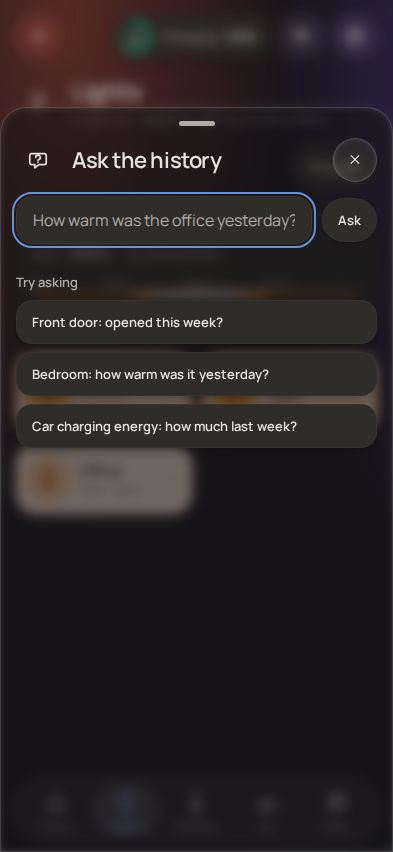 Ask the history
How warm was the office yesterday?
Ask
Try asking
Front door: opened this week?
Bedroom: how warm was it yesterday?
Car charging energy: how much last week?